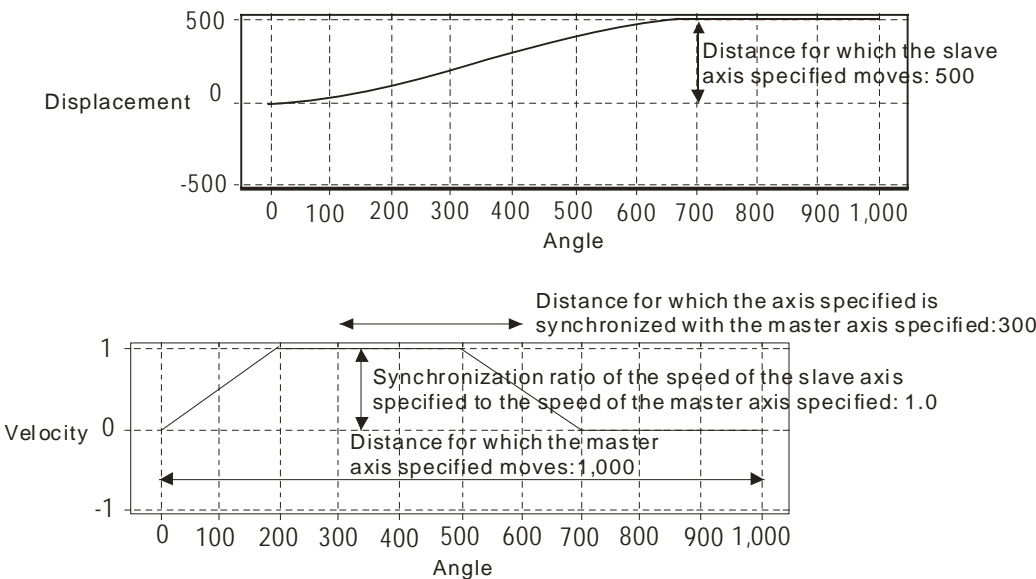 500
Distance for which the slave
axis specified moves: 500
Displacement 0
-500
0 100 200 300 400 500 600 700 800 900 1,000
Angle
Distance for which the axis specified is
synchronized with the master axis specified:300
1
Synchronization ratio of the speed of the slave axis
specified to the speed of the master axis specified: 1.0
Velocity 0
Distance for which the master
axis specified moves:1,000
-1
0 100 200 300 400 500 600 700 800 900 1,000
Angle